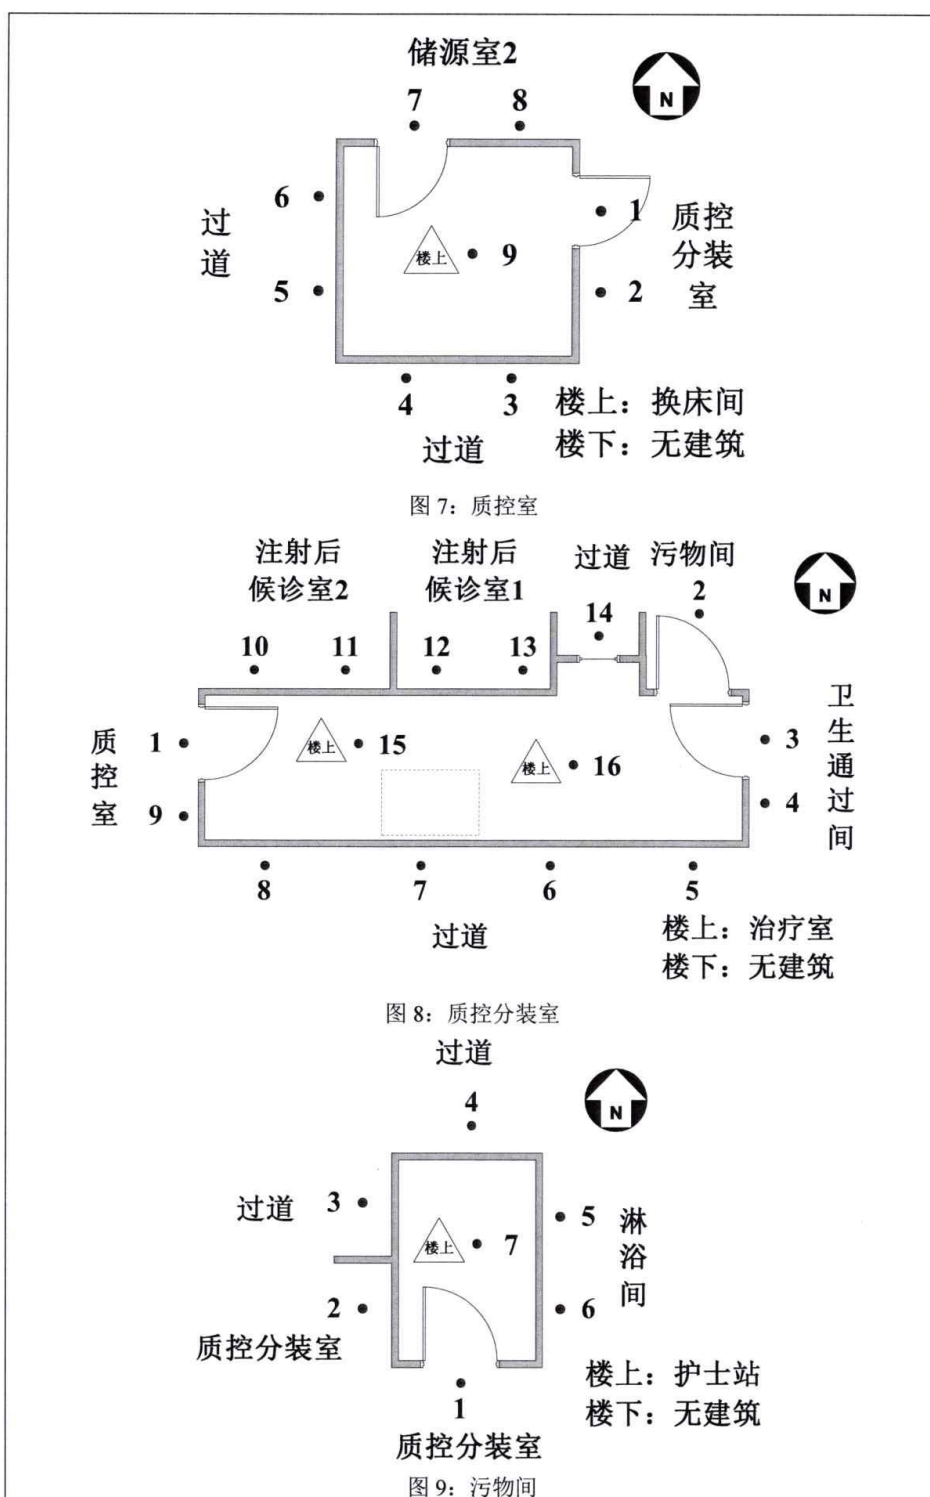 储源室2
N
7 8
6 1
过道 质控分装室
楼上 9
5 2
4 3
楼上：换床间
过道
楼下：无建筑
图 7：质控室
注射后候诊室2
注射后候诊室1
过道
污物间
N
2
14
10 11 12 13
卫生通过间
质控室
1 楼上 15 3
楼上 16
9 4
8 7 6 5
过道
楼上：治疗室
楼下：无建筑
图 8：质控分装室
过道
N
4
过道 3 5 淋浴间
楼上 7
2 6
质控分装室
楼上：护士站
1
楼下：无建筑
质控分装室
图 9：污物间